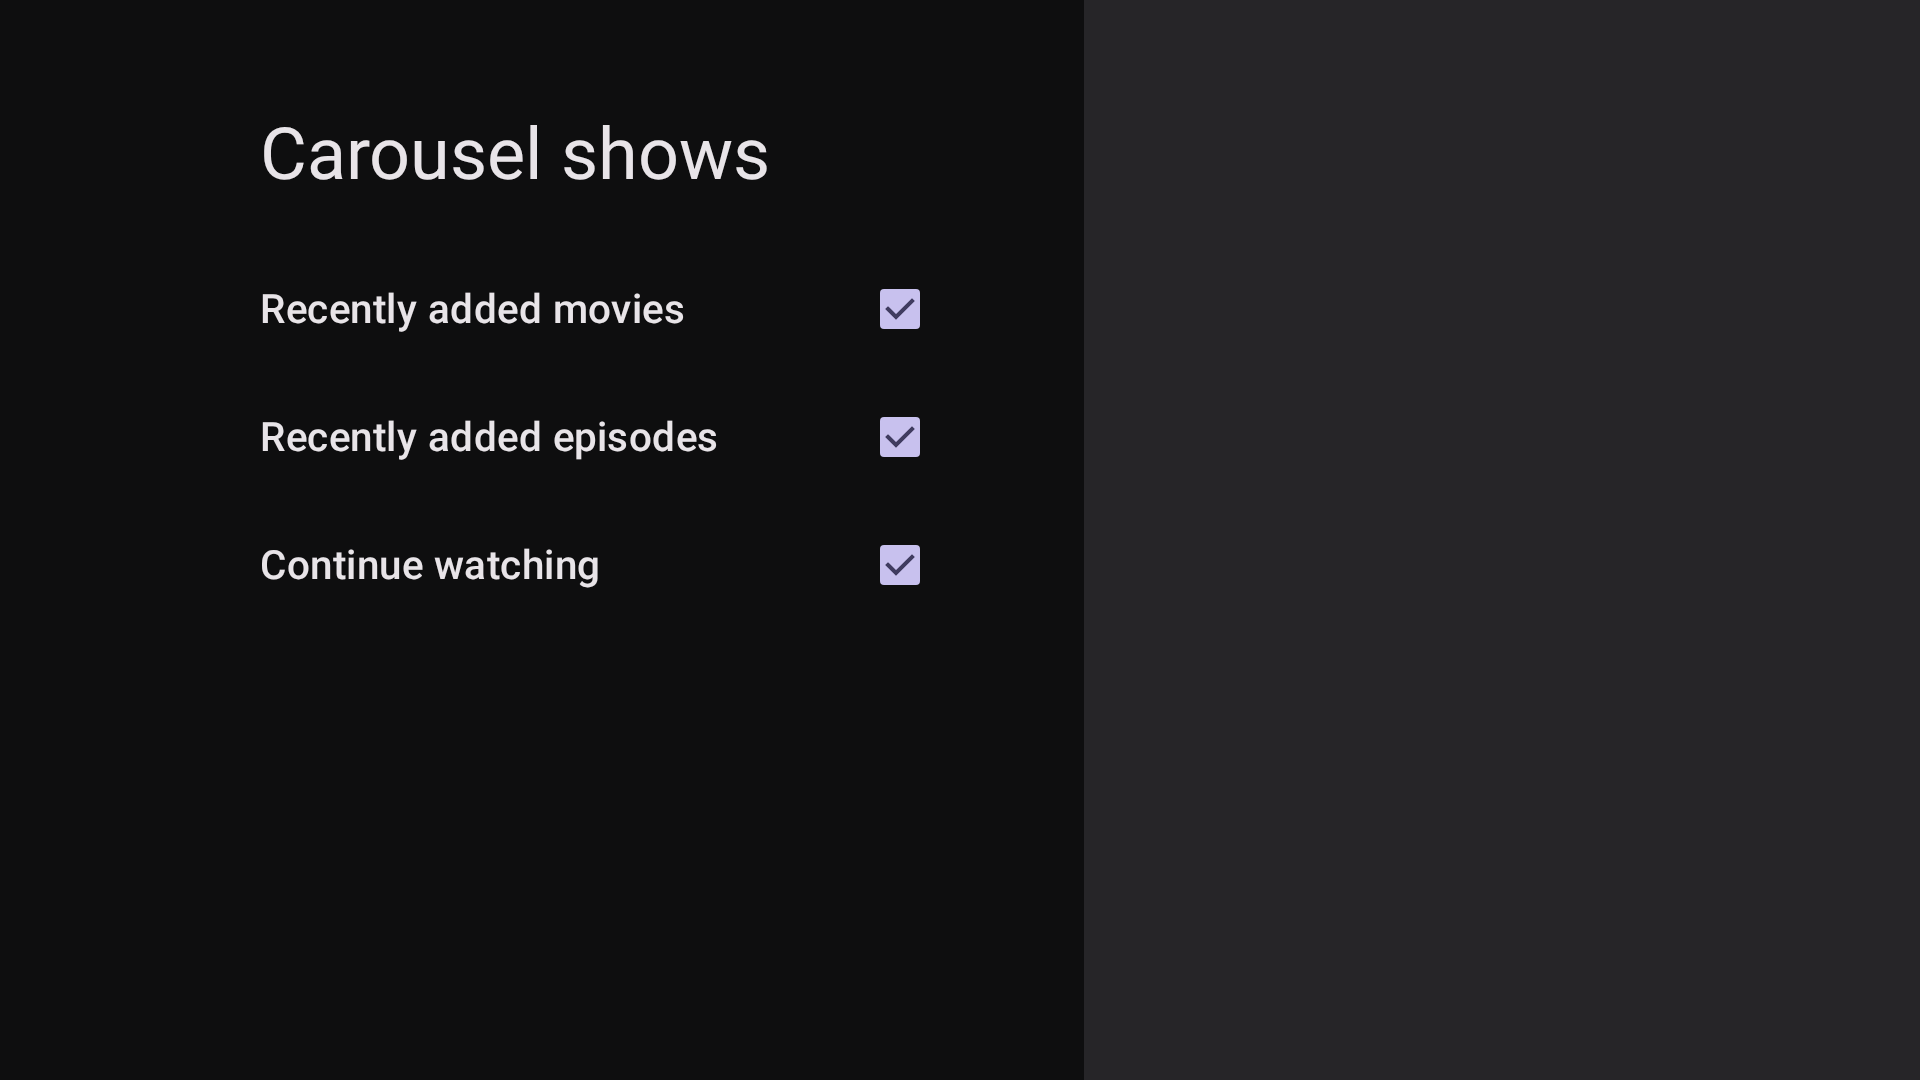 Carousel shows
Recently added movies
Recently added episodes
Continue watching